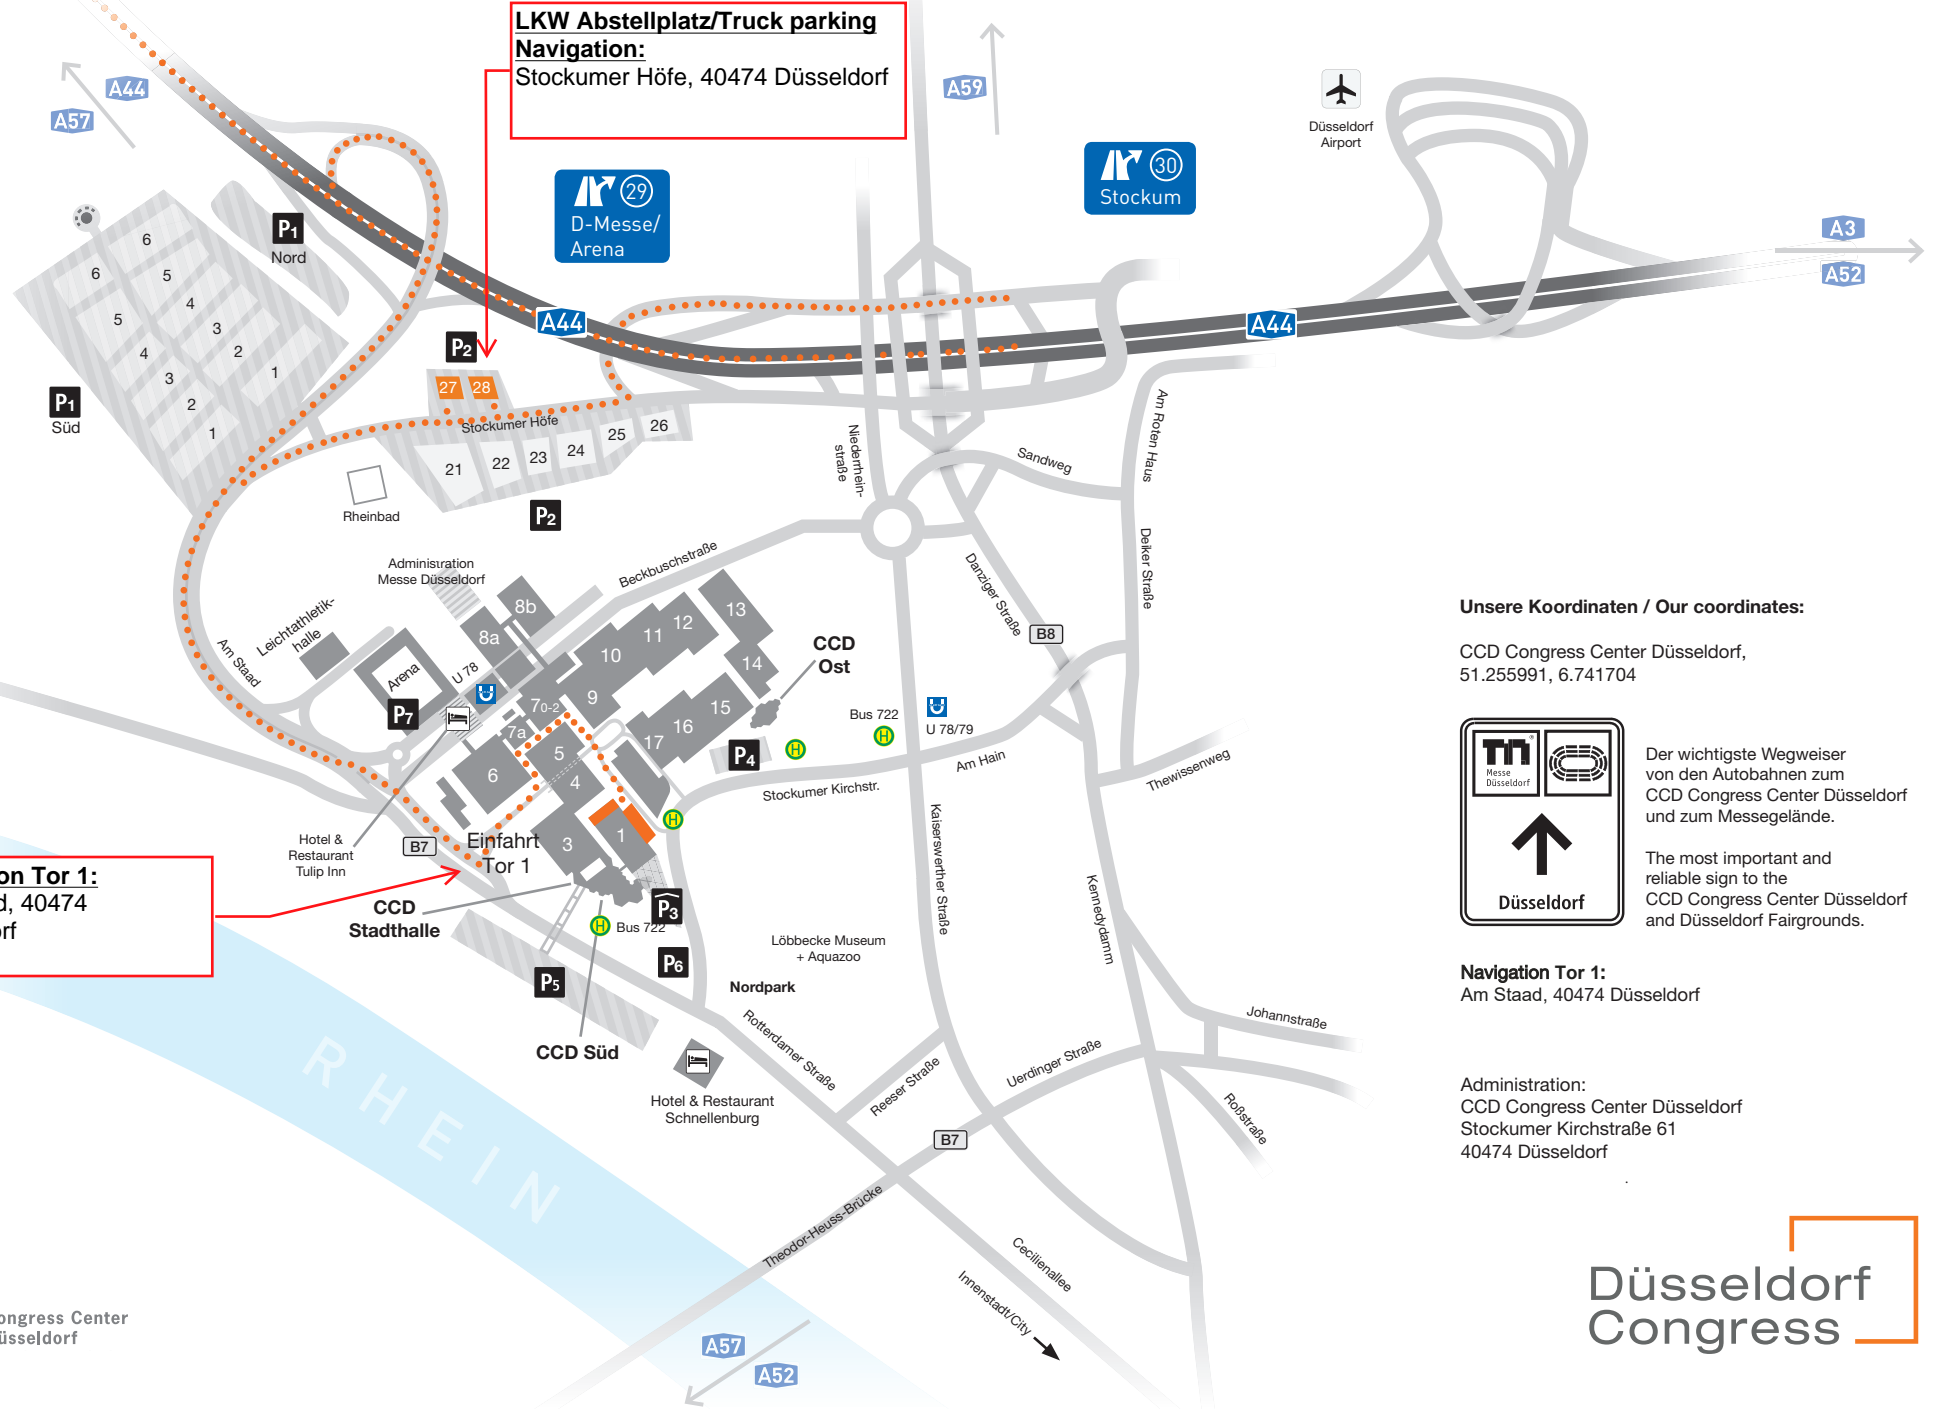 LKW Abstellplatz/Truck parking
Navigation:
Stockumer Höfe, 40474 Düsseldorf
A44
A57
A59
Düsseldorf
Airport
29
D-Messe/
Arena
30
Stockum
A3
A52
A44
A44
P1
Nord
6
5
4
3
2
1
6
5
4
3
2
1
P1
Süd
P2
27
28
Stockumer Höfe
21
22
23
24
25
26
P2
Rheinbad
Niederrhein-
straße
Sandweg
Am Roten Haus
Deiker Straße
Danziger Straße
B8
Beckbuschstraße
Administration
Messe Düsseldorf
Leichtathletik-
halle
Am Staad
Arena
U 78
P7
8b
8a
10
11
12
13
14
9
70-2
7a
15
16
17
5
4
6
3
1
CCD
Ost
P4
Bus 722
H
H
U 78/79
Am Hain
Thewissenweg
Stockumer Kirchstr.
H
Kaiserswerther Straße
Kennedydamm
Hotel &
Restaurant
Tulip Inn
B7
Einfahrt
Tor 1
on Tor 1:
d, 40474
orf
CCD
Stadthalle
H
Bus 722
P3
P6
P5
CCD Süd
Löbbecke Museum
+ Aquazoo
Nordpark
Rotterdamer Straße
Hotel & Restaurant
Schnellenburg
Reeser Straße
Uerdinger Straße
Johannstraße
Roßstraße
B7
RHEIN
Theodor-Heuss-Brücke
Cecilienallee
Innenstadt/City
A57
A52
ongress Center
üsseldorf
Unsere Koordinaten / Our coordinates:
CCD Congress Center Düsseldorf,
51.255991, 6.741704
Messe
Düsseldorf
Düsseldorf
Der wichtigste Wegweiser
von den Autobahnen zum
CCD Congress Center Düsseldorf
und zum Messegelände.
The most important and
reliable sign to the
CCD Congress Center Düsseldorf
and Düsseldorf Fairgrounds.
Navigation Tor 1:
Am Staad, 40474 Düsseldorf
Administration:
CCD Congress Center Düsseldorf
Stockumer Kirchstraße 61
40474 Düsseldorf
.
Düsseldorf
Congress